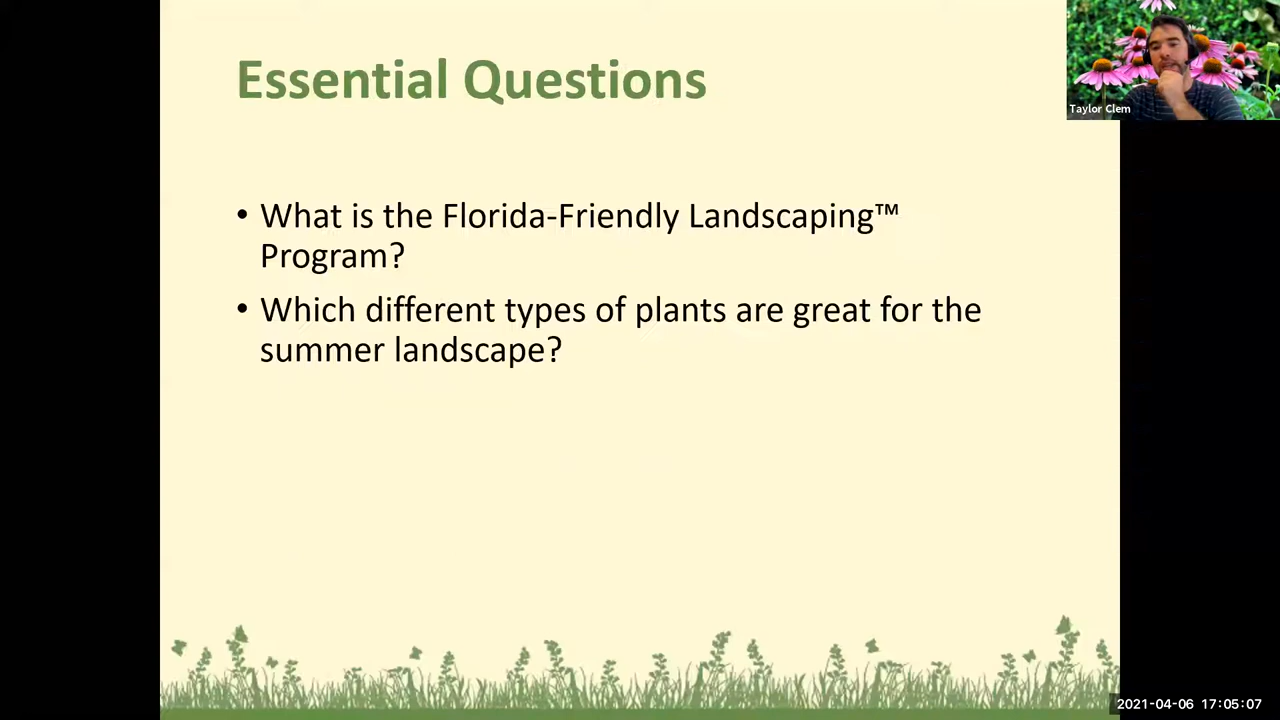 Essential Questions
Taylor Clem
• What is the Florida-Friendly Landscaping™
Program?
• Which different types of plants are great for the
summer landscape?
2021-04-06 17:05:07